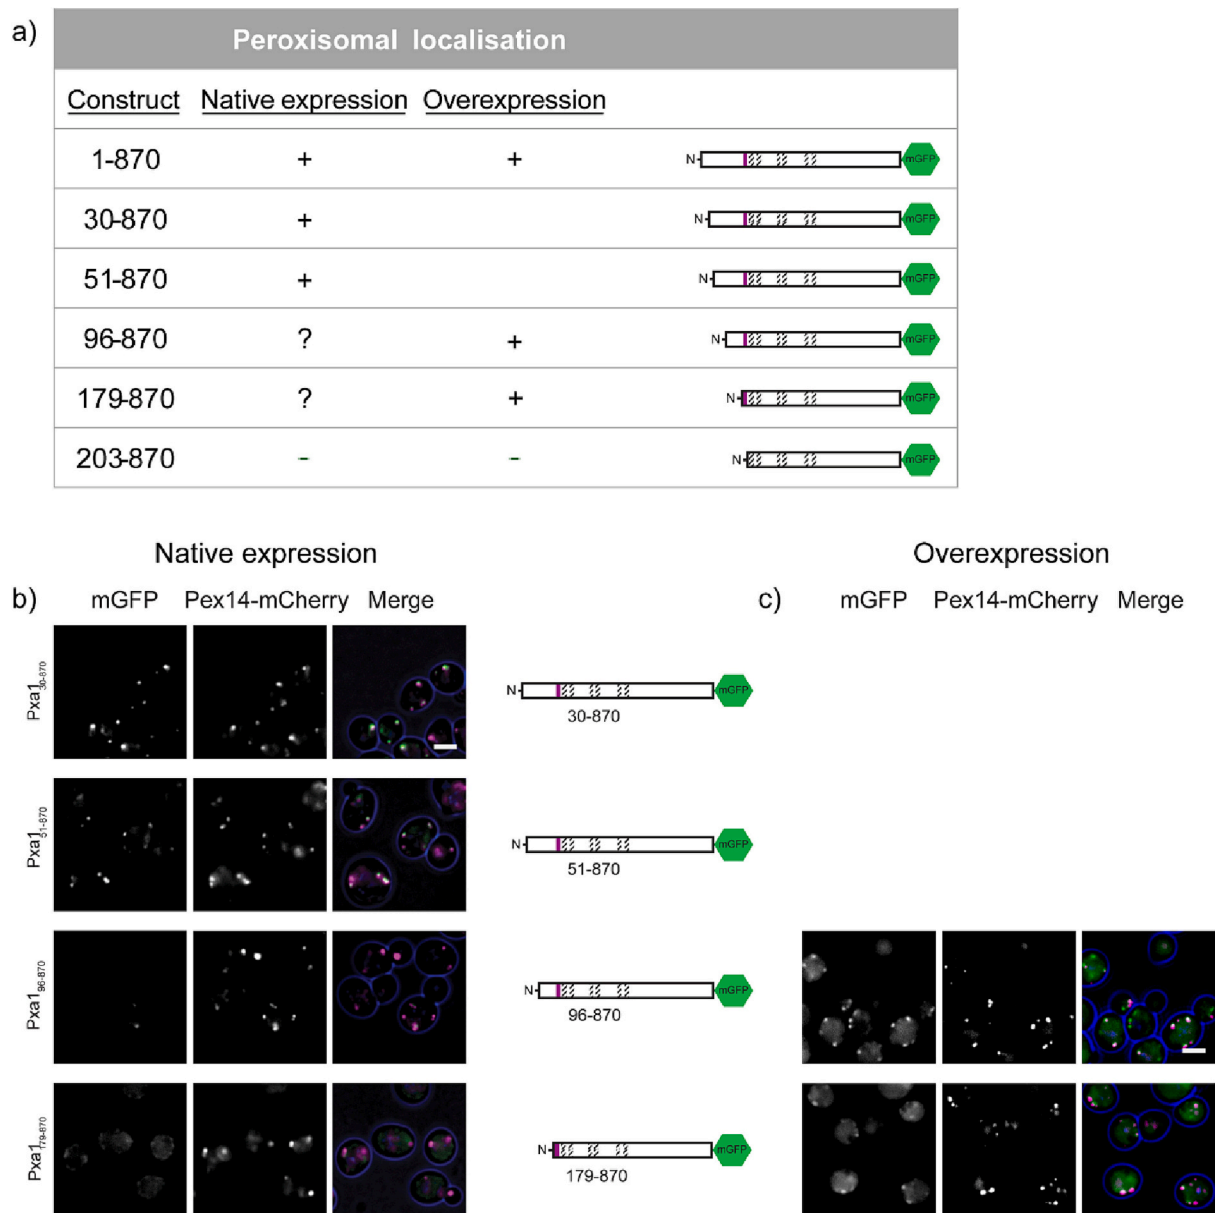 a)
Peroxisomal localisation
Construct Native expression Overexpression
1-870 + + N mGFP
30-870 + N mGFP
51-870 + N mGFP
96-870 ? + N mGFP
179-870 ? + N mGFP
203-870 - - N mGFP
Native expression Overexpression
b) mGFP Pex14-mCherry Merge c) mGFP Pex14-mCherry Merge
Pxa1 30-870
N mGFP
30-870
Pxa1 51-870
N mGFP
51-870
Pxa1 96-870
N mGFP
96-870
Pxa1 179-870
N mGFP
179-870